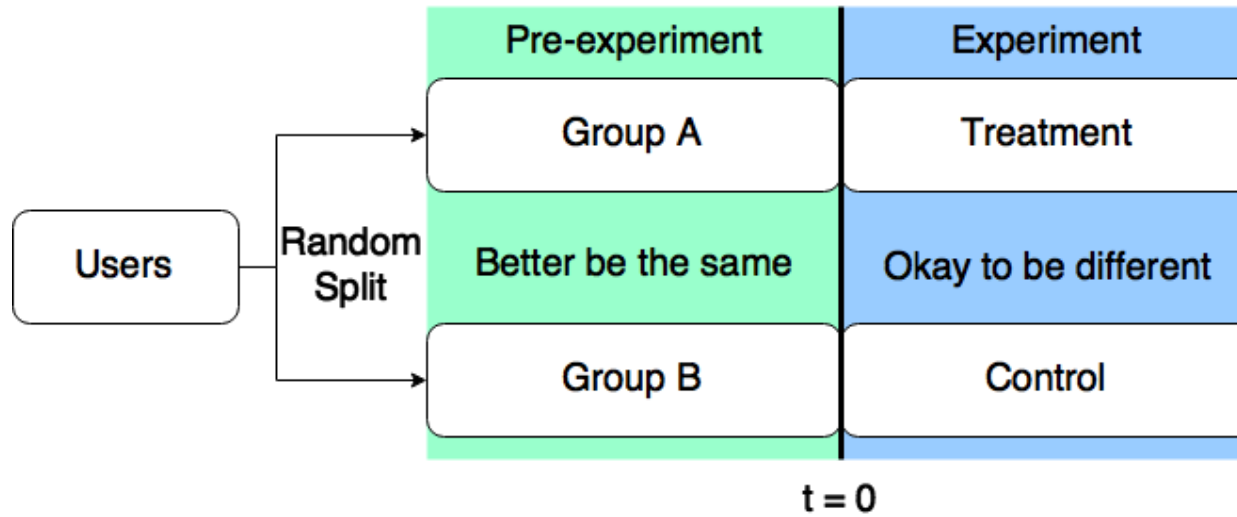 Pre-experiment
Experiment
Group A
Treatment
Users
Random
Split
Better be the same
Okay to be different
Group B
Control
t = 0